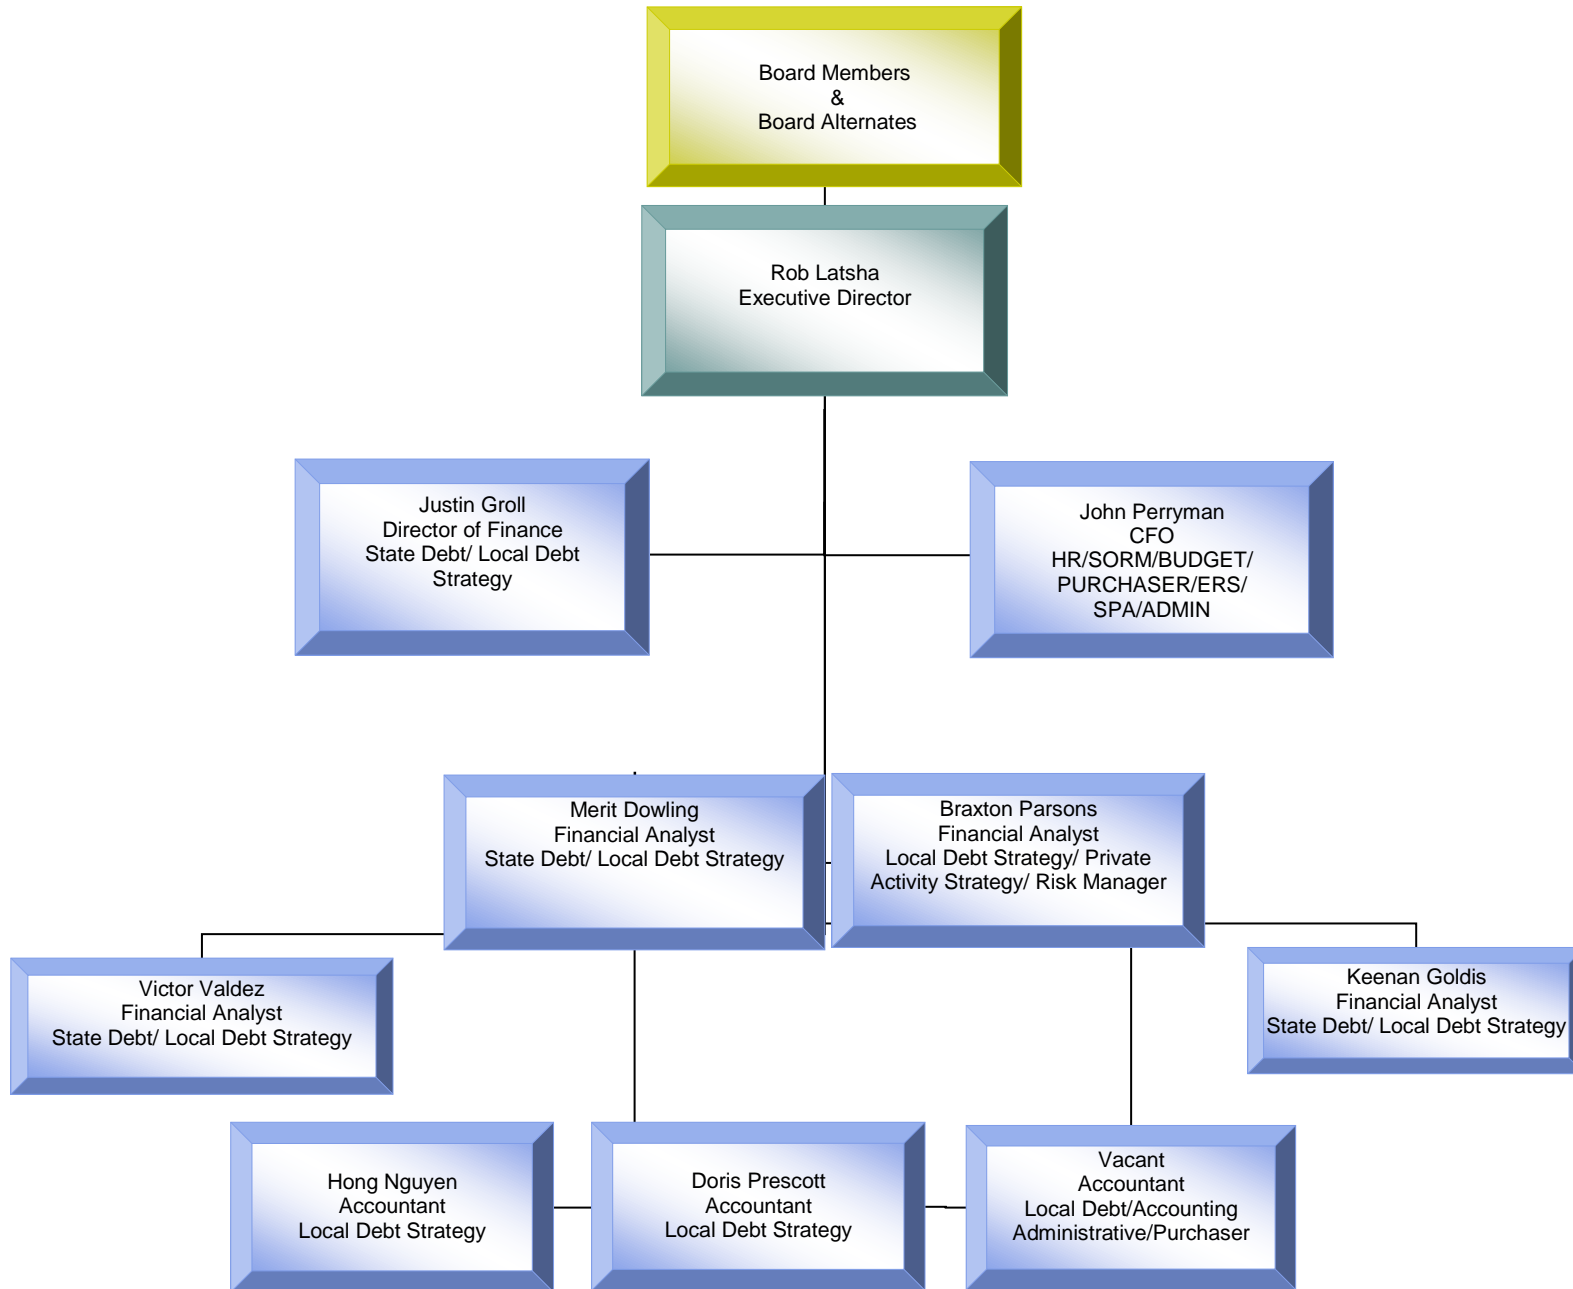 Board Members
&
Board Alternates
Rob Latsha
Executive Director
Justin Groll
Director of Finance
State Debt/ Local Debt
Strategy
John Perryman
CFO
HR/SORM/BUDGET/
PURCHASER/ERS/
SPA/ADMIN
Merit Dowling
Financial Analyst
State Debt/ Local Debt Strategy
Braxton Parsons
Financial Analyst
Local Debt Strategy/ Private
Activity Strategy/ Risk Manager
Victor Valdez
Financial Analyst
State Debt/ Local Debt Strategy
Keenan Goldis
Financial Analyst
State Debt/ Local Debt Strategy
Hong Nguyen
Accountant
Local Debt Strategy
Doris Prescott
Accountant
Local Debt Strategy
Vacant
Accountant
Local Debt/Accounting
Administrative/Purchaser